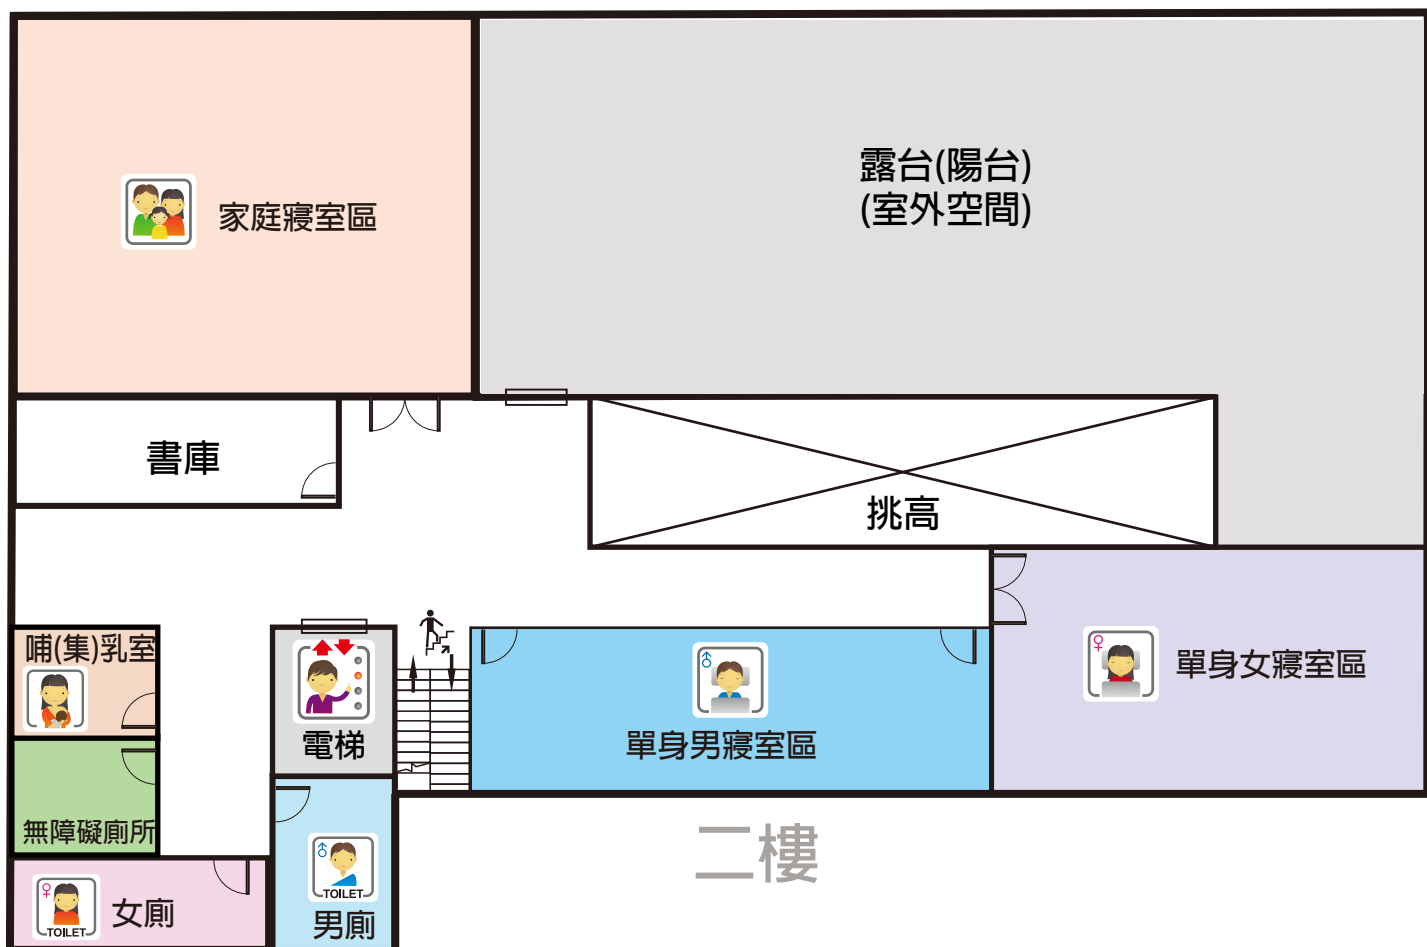 露台(陽台)
(室外空間)
家庭寢室區
書庫
挑高
哺(集)乳室
單身女寢室區
電梯
單身男寢室區
無障礙廁所
二樓
TOILET
男廁
女廁
TOILET